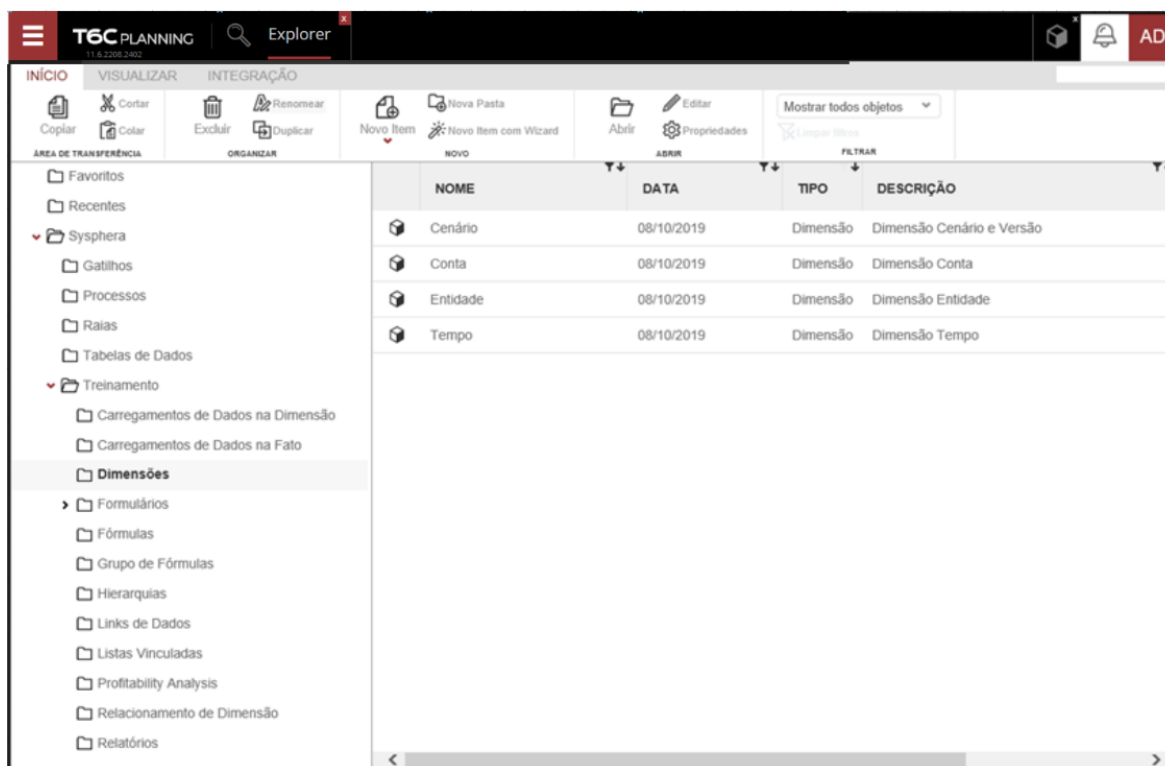 T6C PLANNING
11.6.2208.2402
Explorer
x
x
AD
INÍCIO VISUALIZAR INTEGRAÇÃO
Copiar
Cortar
Colar
ÁREA DE TRANSFERÊNCIA
Excluir
Renomear
Duplicar
ORGANIZAR
Novo Item
Nova Pasta
Novo Item com Wizard
NOVO
Abrir
Editar
Propriedades
ABRIR
Mostrar todos objetos
Limpar filtros
FILTRAR
Favoritos
Recentes
Sysphera
Gatilhos
Processos
Raias
Tabelas de Dados
Treinamento
Carregamentos de Dados na Dimensão
Carregamentos de Dados na Fato
Dimensões
Formulários
Fórmulas
Grupo de Fórmulas
Hierarquias
Links de Dados
Listas Vinculadas
Profitability Analysis
Relacionamento de Dimensão
Relatórios
NOME DATA TIPO DESCRIÇÃO
Cenário 08/10/2019 Dimensão Dimensão Cenário e Versão
Conta 08/10/2019 Dimensão Dimensão Conta
Entidade 08/10/2019 Dimensão Dimensão Entidade
Tempo 08/10/2019 Dimensão Dimensão Tempo